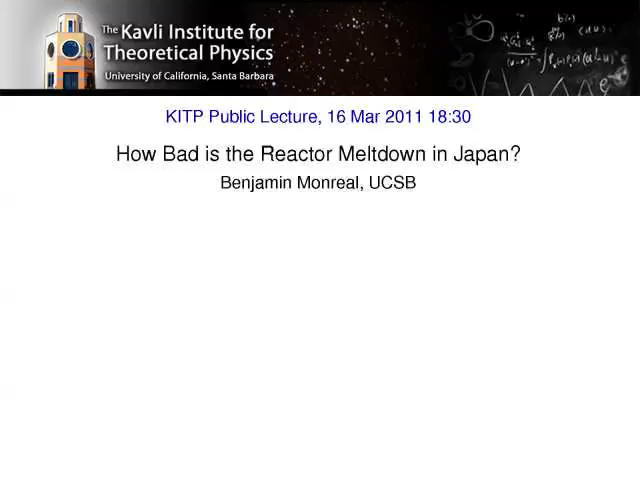 The Kavli Institute for
Theoretical Physics
University of California, Santa Barbara
KITP Public Lecture, 16 Mar 2011 18:30
How Bad is the Reactor Meltdown in Japan?
Benjamin Monreal, UCSB